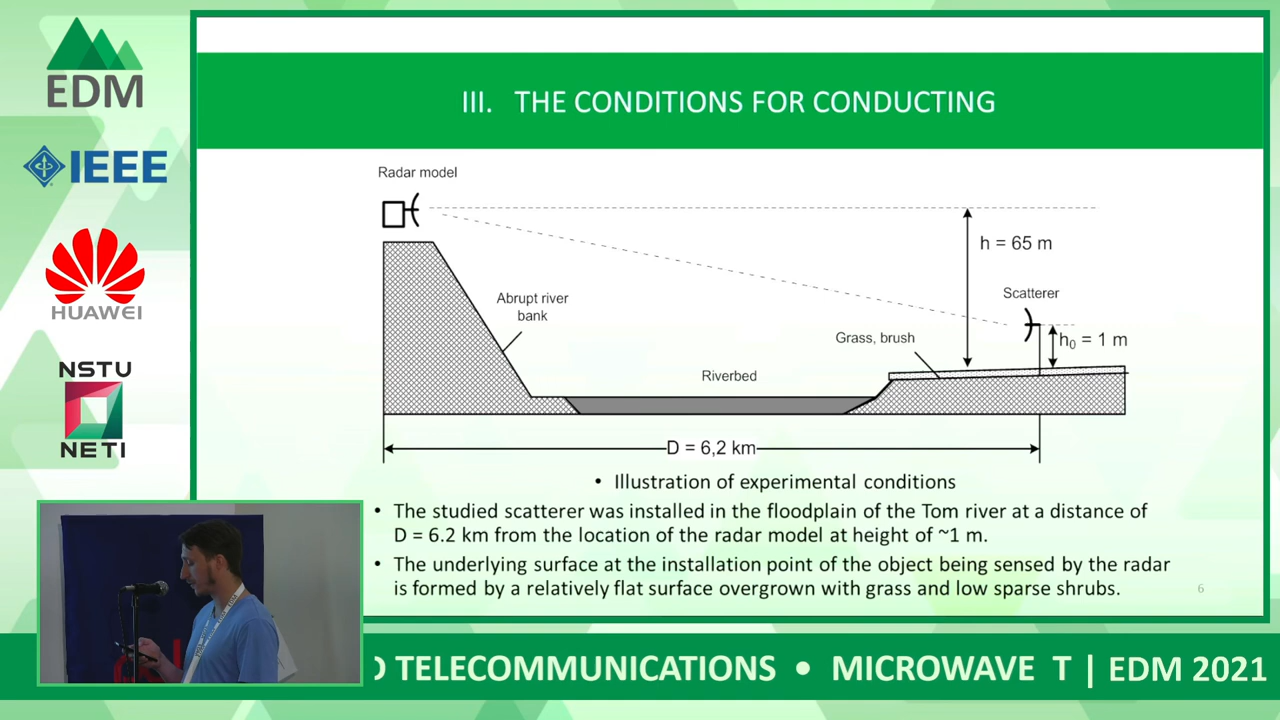 EDM
IEEE
HUAWEI
NSTU
NETI
III. THE CONDITIONS FOR CONDUCTING
Radar model
h = 65 m
Scatterer
Abrupt river
bank
Grass, brush
h₀ = 1 m
Riverbed
D = 6,2 km
• Illustration of experimental conditions
• The studied scatterer was installed in the floodplain of the Tom river at a distance of
D = 6.2 km from the location of the radar model at height of ~1 m.
• The underlying surface at the installation point of the object being sensed by the radar
is formed by a relatively flat surface overgrown with grass and low sparse shrubs.
6
D TELECOMMUNICATIONS • MICROWAVE T | EDM 2021